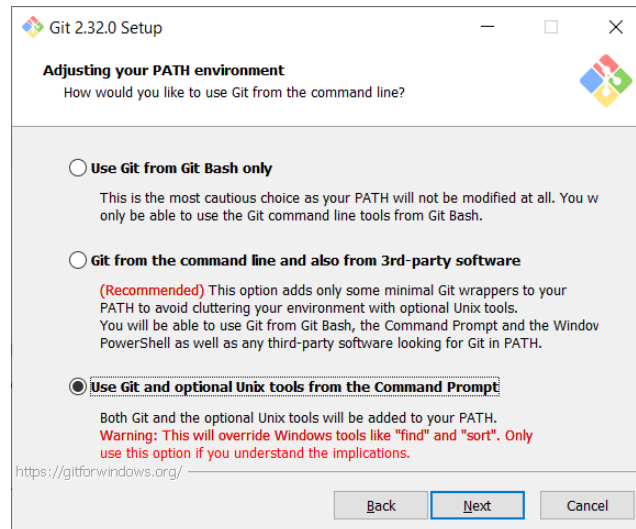 Git 2.32.0 Setup
Adjusting your PATH environment
How would you like to use Git from the command line?
Use Git from Git Bash only
This is the most cautious choice as your PATH will not be modified at all. You w
only be able to use the Git command line tools from Git Bash.
Git from the command line and also from 3rd-party software
(Recommended) This option adds only some minimal Git wrappers to your
PATH to avoid cluttering your environment with optional Unix tools.
You will be able to use Git from Git Bash, the Command Prompt and the Window
PowerShell as well as any third-party software looking for Git in PATH.
Use Git and optional Unix tools from the Command Prompt
Both Git and the optional Unix tools will be added to your PATH.
Warning: This will override Windows tools like "find" and "sort". Only
use this option if you understand the implications.
https://gitforwindows.org/
Back Next Cancel